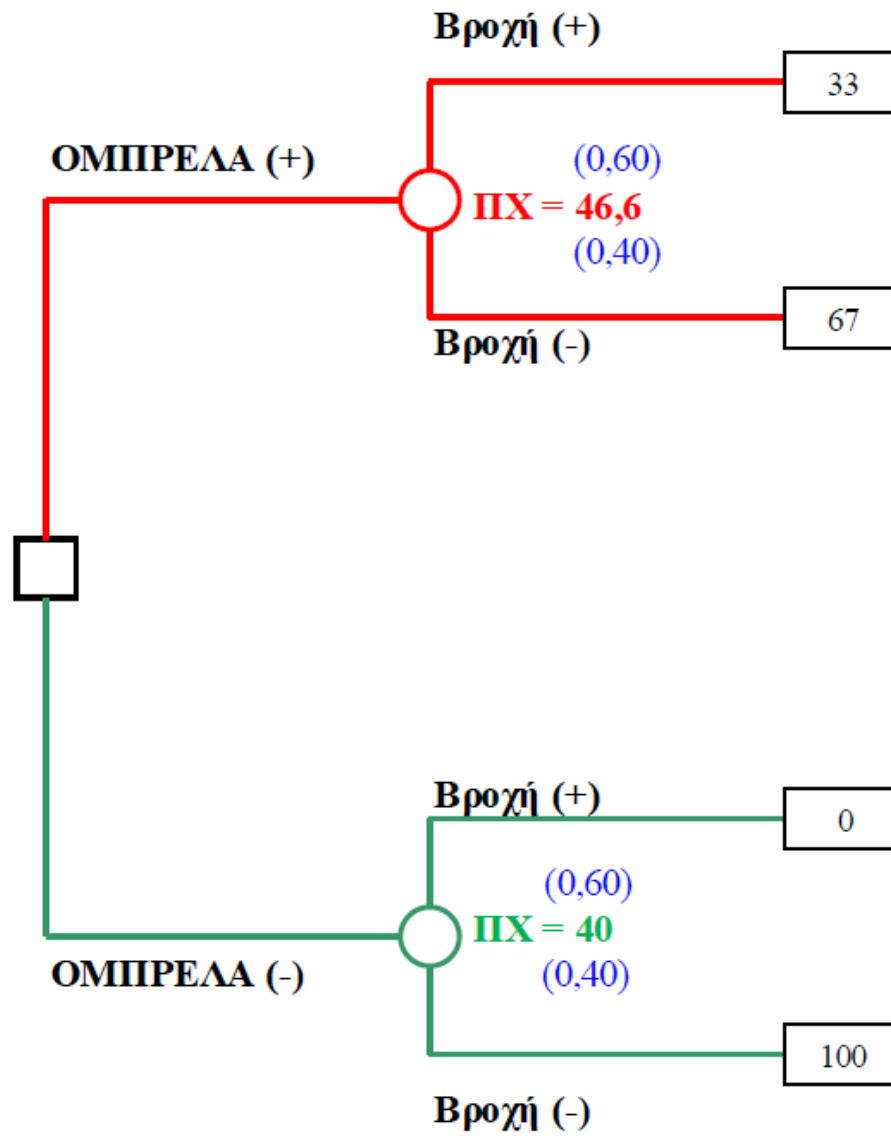 Βροχή (+)
33
ΟΜΠΡΕΛΑ (+)
(0,60)
ΠΧ = 46,6
(0,40)
67
Βροχή (-)
Βροχή (+)
0
(0,60)
ΠΧ = 40
ΟΜΠΡΕΛΑ (-)
(0,40)
100
Βροχή (-)